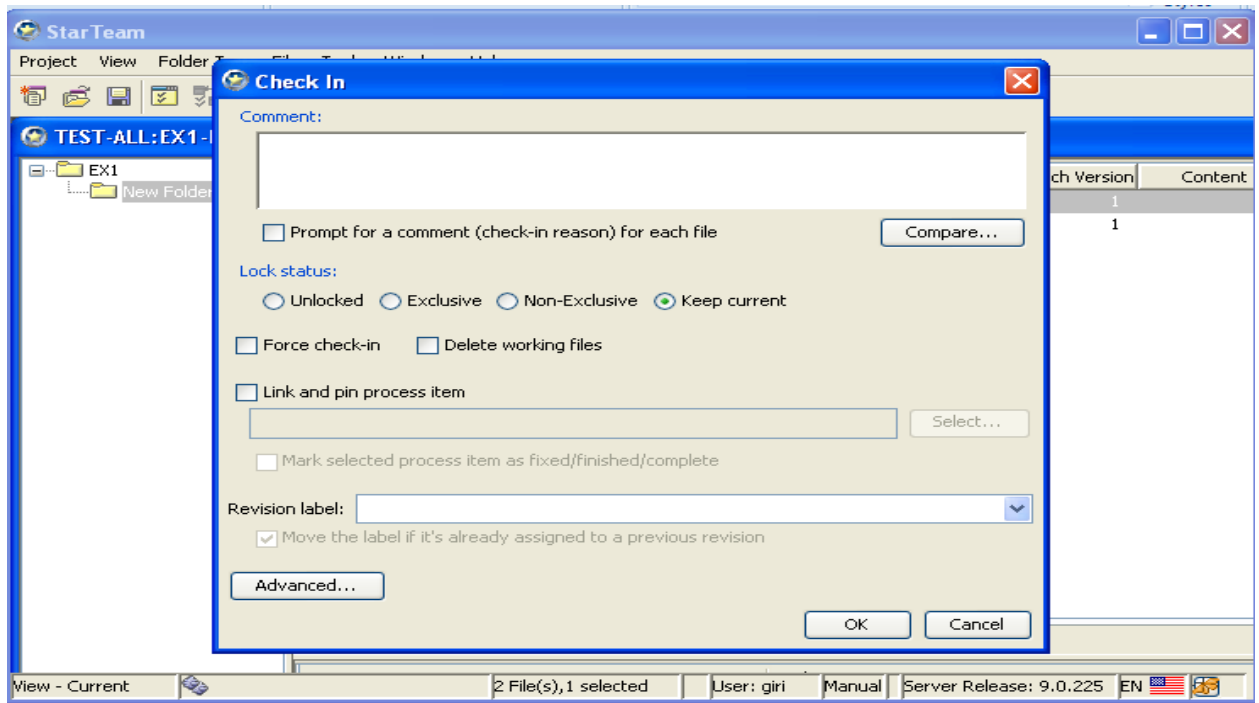 StarTeam
Project View Folder
Check In
TEST-ALL:EX1-
Comment:
EX1
New Folder
ch Version Content
1
1
Prompt for a comment (check-in reason) for each file
Compare...
Lock status:
Unlocked Exclusive Non-Exclusive Keep current
Force check-in Delete working files
Link and pin process item
Select...
Mark selected process item as fixed/finished/complete
Revision label:
Move the label if it's already assigned to a previous revision
Advanced...
OK Cancel
View - Current 2 File(s),1 selected User: giri Manual Server Release: 9.0.225 EN